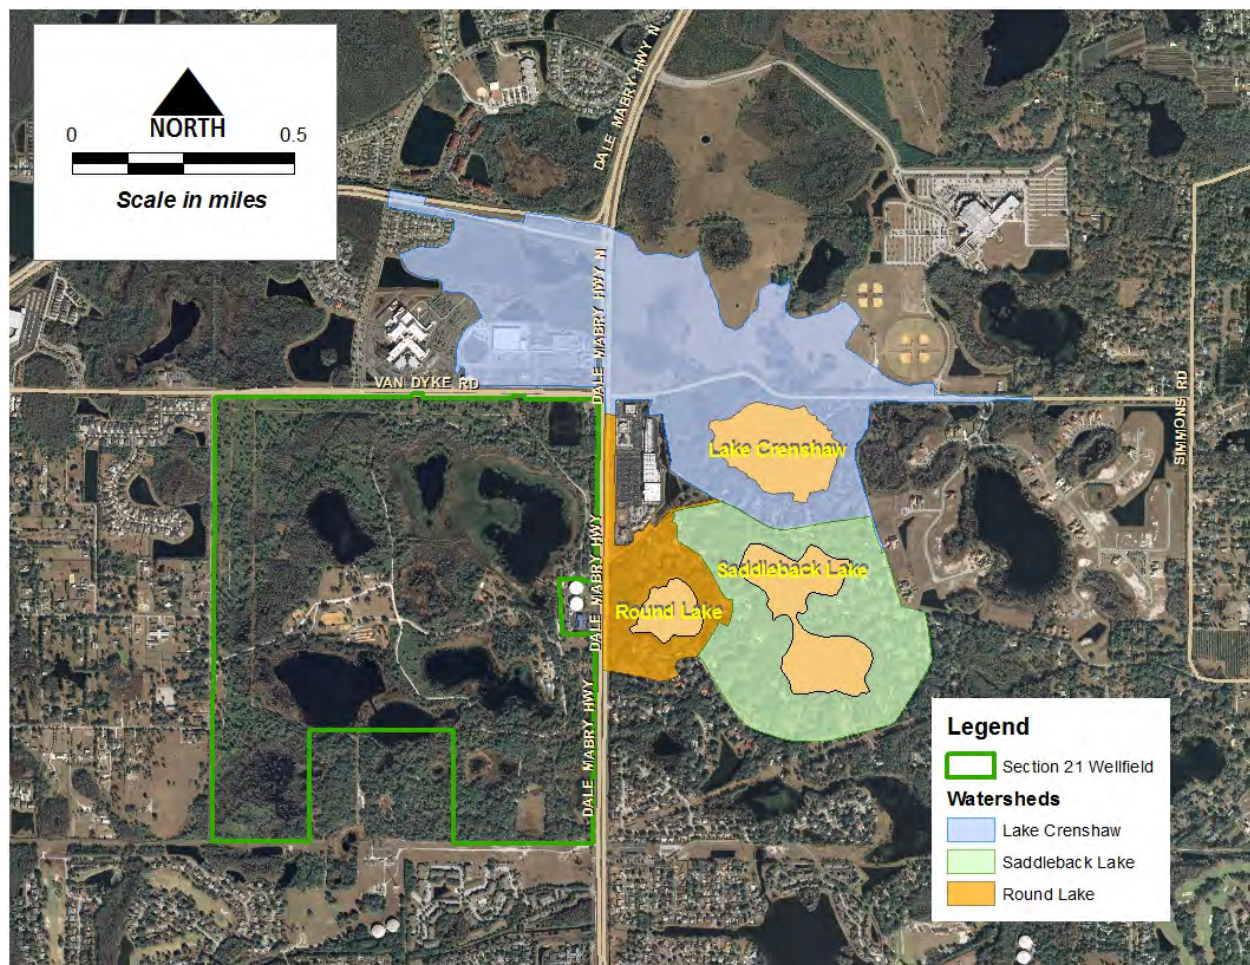 NORTH
0 0.5
Scale in miles
DALE MABRY HWY N
DALE MABRY HWY N
VAN DYKE RD
SIMMONS RD
Lake Crenshaw
DALE MABRY HWY
Saddleback Lake
Round Lake
DALE MABRY HWY
Legend
Section 21 Wellfield
Watersheds
Lake Crenshaw
Saddleback Lake
Round Lake